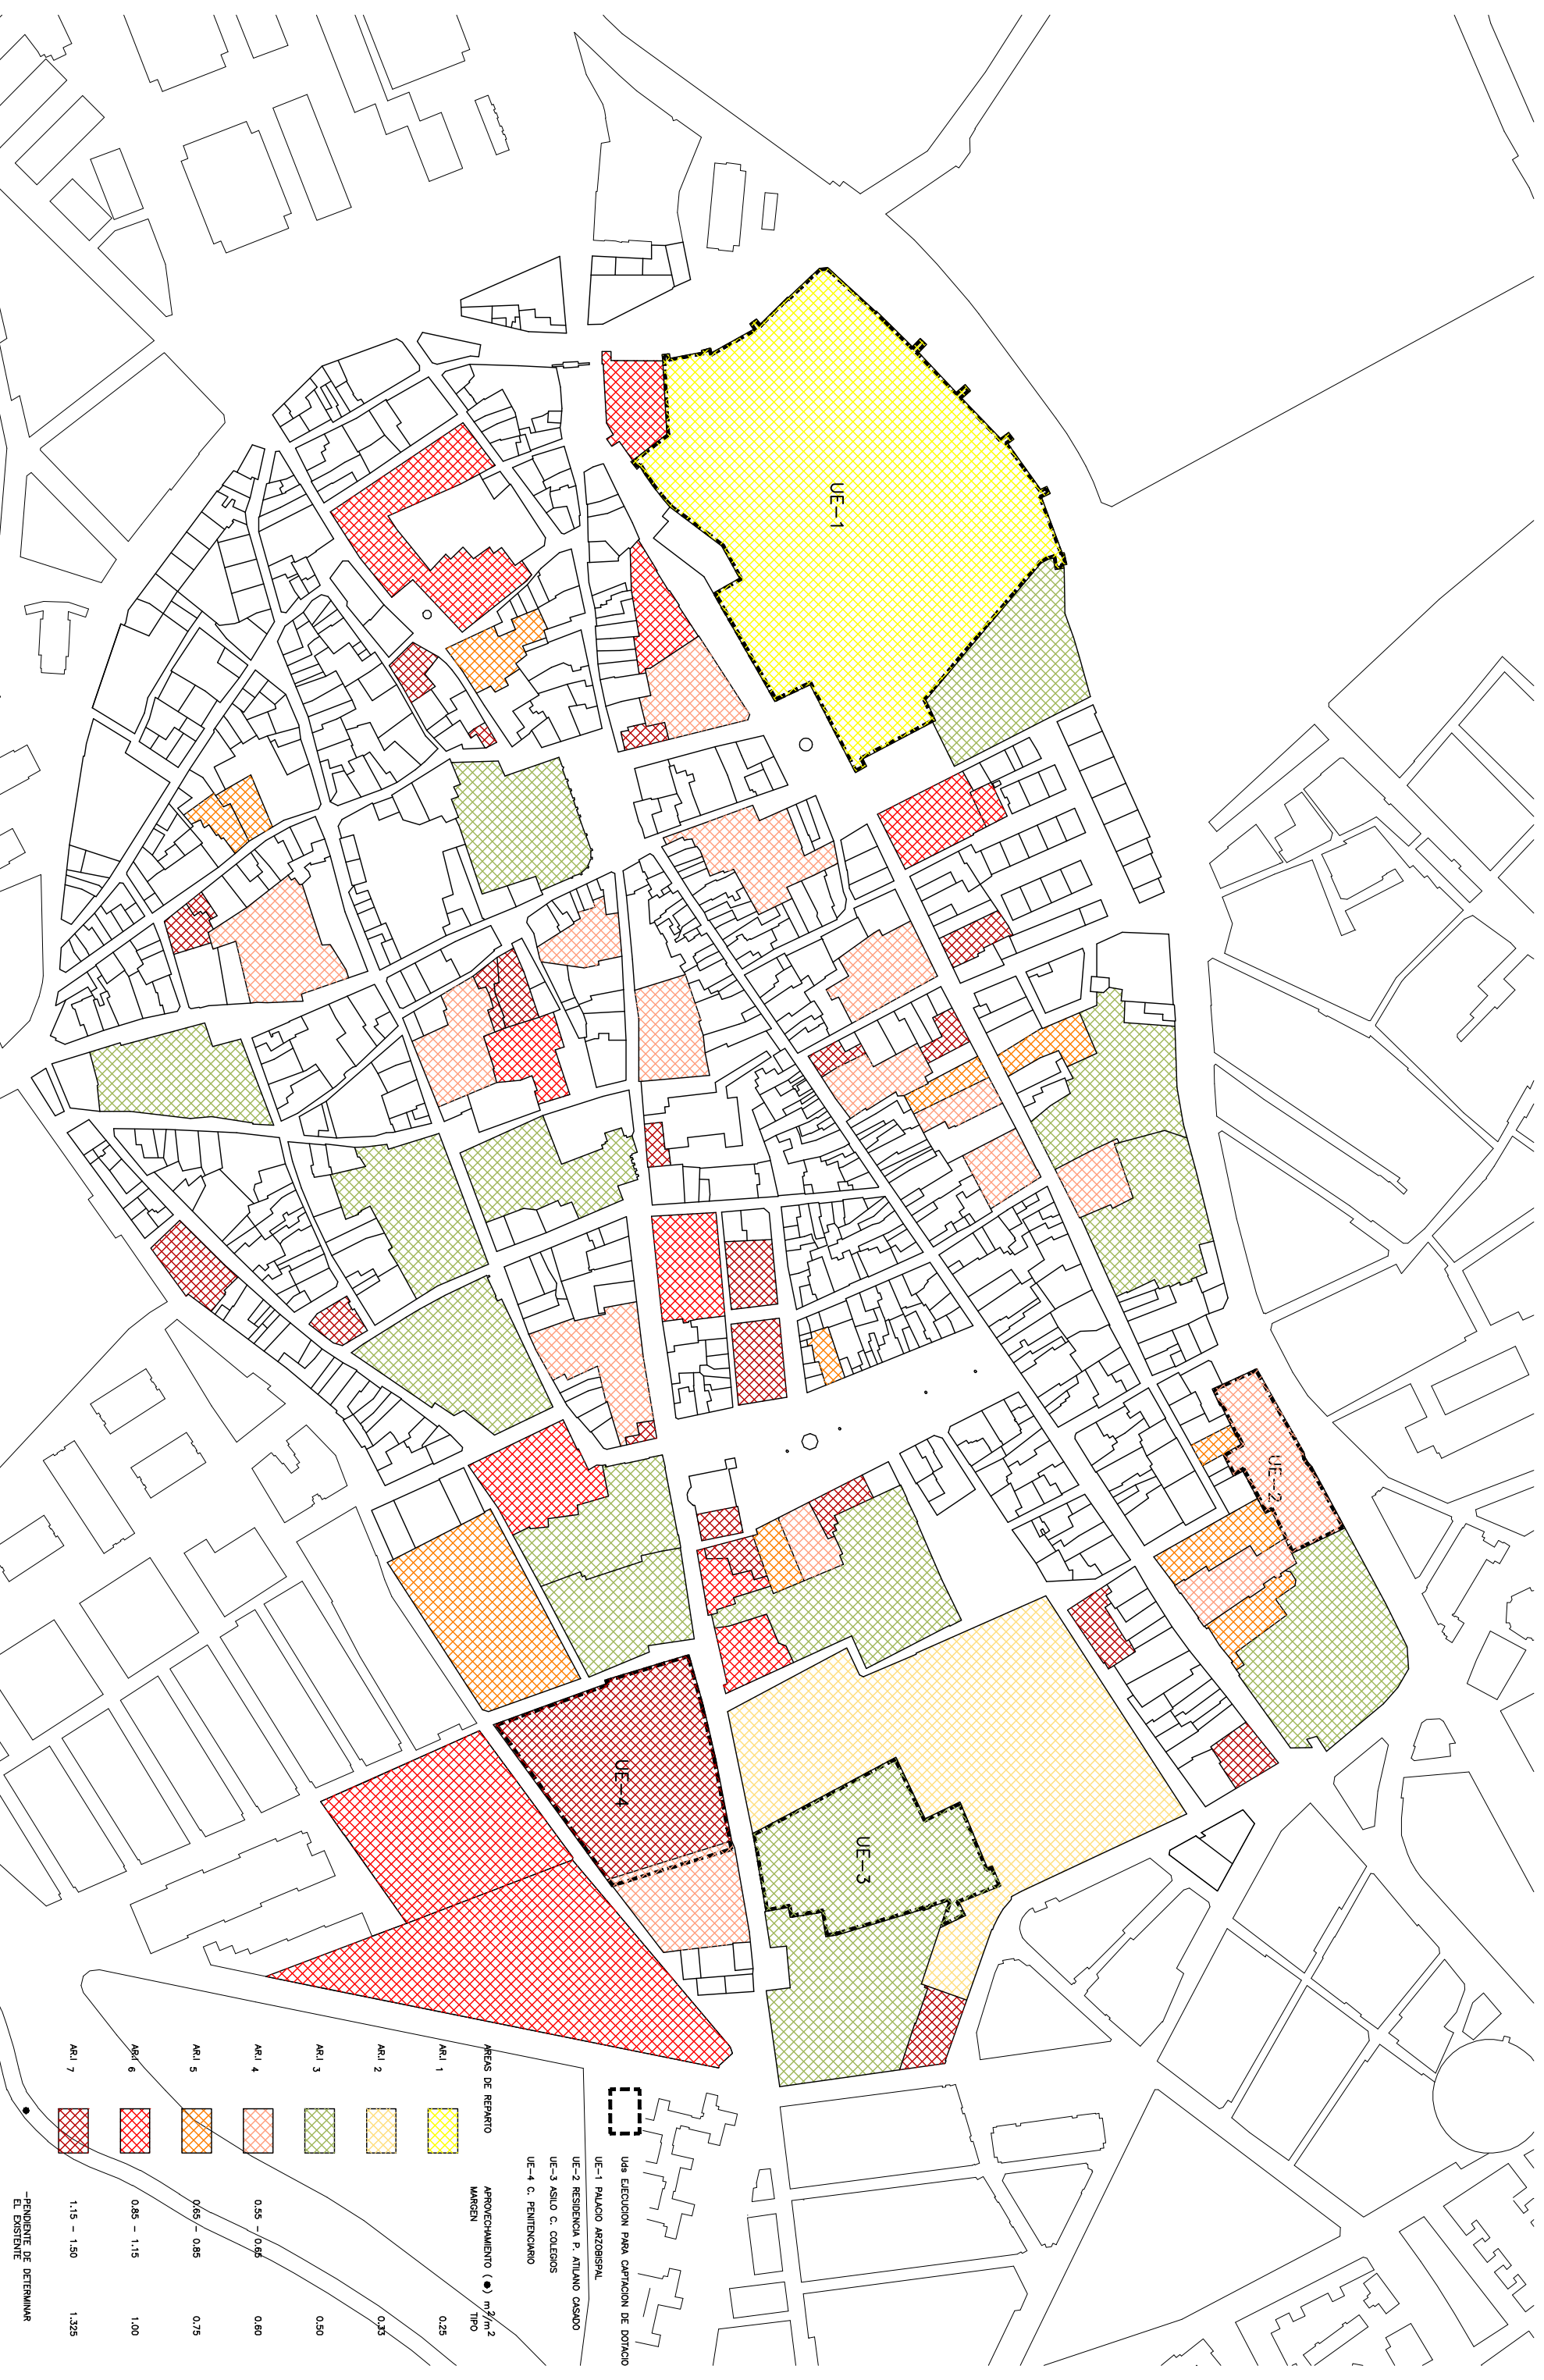 UE-1
UE-2
UE-3
UE-4
Uds EJECUCION PARA CAPTACION DE DOTACIO
UE-1 PALACIO ARZOBISPAL
UE-2 RESIDENCIA P. ATILANO CASADO
UE-3 ASILO C. COLEGIOS
UE-4 C. PENITENCIARIO
AREAS DE REPARTO APROVECHAMIENTO (●) m²/m²
MARGEN TIPO
AR.I 1 0.25
AR.I 2 0.33
AR.I 3 0.50
AR.I 4 0.55 - 0.65 0.60
AR.I 5 0.65 - 0.85 0.75
AR.I 6 0.85 - 1.15 1.00
AR.I 7 1.15 - 1.50 1.325
● -PENDIENTE DE DETERMINAR
EL EXISTENTE